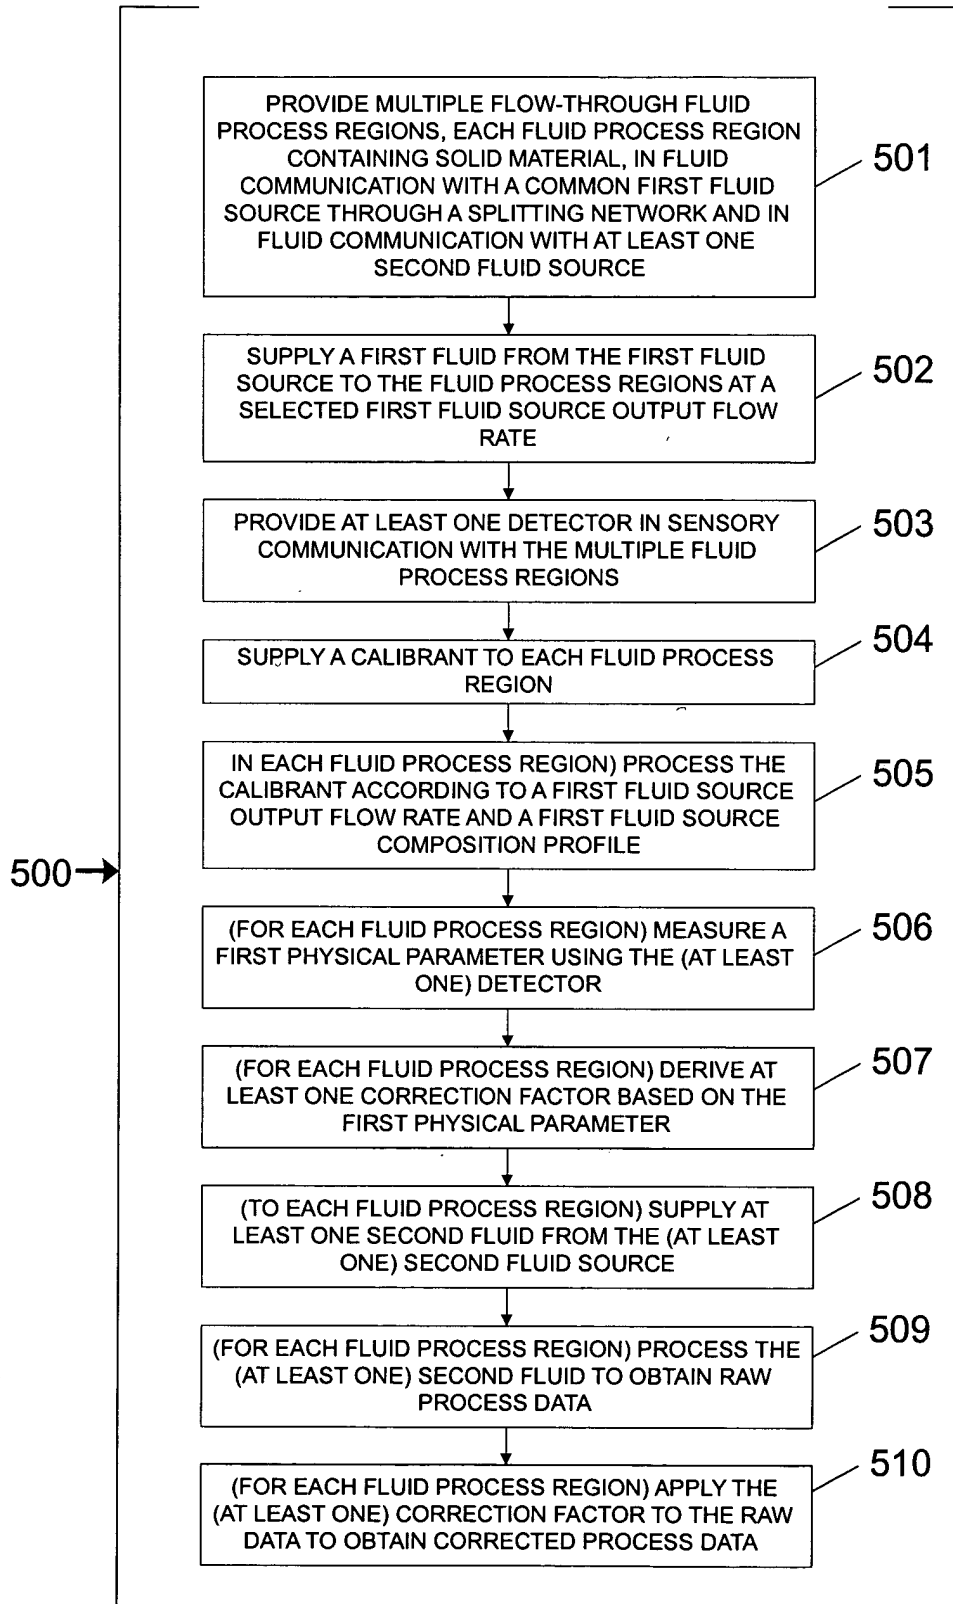 PROVIDE MULTIPLE FLOW-THROUGH FLUID
PROCESS REGIONS, EACH FLUID PROCESS REGION
CONTAINING SOLID MATERIAL, IN FLUID
COMMUNICATION WITH A COMMON FIRST FLUID
SOURCE THROUGH A SPLITTING NETWORK AND IN
FLUID COMMUNICATION WITH AT LEAST ONE
SECOND FLUID SOURCE
501
SUPPLY A FIRST FLUID FROM THE FIRST FLUID
SOURCE TO THE FLUID PROCESS REGIONS AT A
SELECTED FIRST FLUID SOURCE OUTPUT FLOW
RATE
502
PROVIDE AT LEAST ONE DETECTOR IN SENSORY
COMMUNICATION WITH THE MULTIPLE FLUID
PROCESS REGIONS
503
SUPPLY A CALIBRANT TO EACH FLUID PROCESS
REGION
504
IN EACH FLUID PROCESS REGION) PROCESS THE
CALIBRANT ACCORDING TO A FIRST FLUID SOURCE
OUTPUT FLOW RATE AND A FIRST FLUID SOURCE
COMPOSITION PROFILE
505
500
(FOR EACH FLUID PROCESS REGION) MEASURE A
FIRST PHYSICAL PARAMETER USING THE (AT LEAST
ONE) DETECTOR
506
(FOR EACH FLUID PROCESS REGION) DERIVE AT
LEAST ONE CORRECTION FACTOR BASED ON THE
FIRST PHYSICAL PARAMETER
507
(TO EACH FLUID PROCESS REGION) SUPPLY AT
LEAST ONE SECOND FLUID FROM THE (AT LEAST
ONE) SECOND FLUID SOURCE
508
(FOR EACH FLUID PROCESS REGION) PROCESS THE
(AT LEAST ONE) SECOND FLUID TO OBTAIN RAW
PROCESS DATA
509
(FOR EACH FLUID PROCESS REGION) APPLY THE
(AT LEAST ONE) CORRECTION FACTOR TO THE RAW
DATA TO OBTAIN CORRECTED PROCESS DATA
510